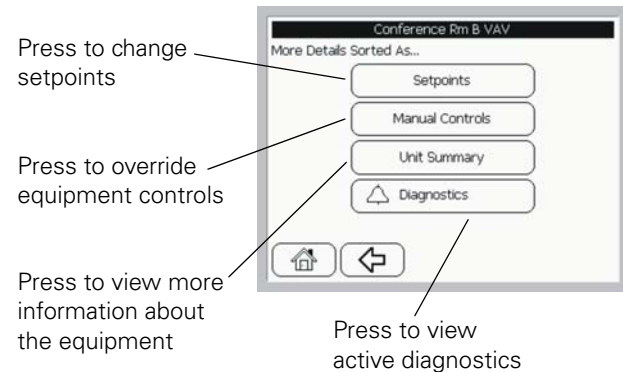 Conference Rm B VAV
More Details Sorted As...
Setpoints
Manual Controls
Unit Summary
Diagnostics
Press to change
setpoints
Press to override
equipment controls
Press to view more
information about
the equipment
Press to view
active diagnostics